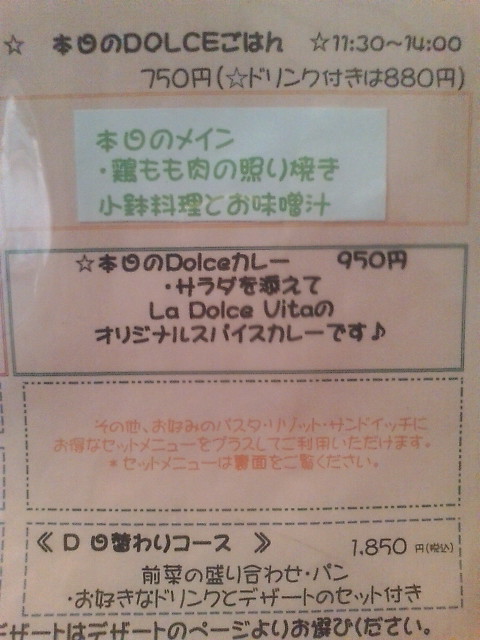 ☆ 本日のDOLCEごはん ☆11:30~14:00
750円(☆ドリンク付きは880円)
本日のメイン
・鶏もも肉の照り焼き
小鉢料理とお味噌汁
☆本日のDolceカレー 950円
・サラダを添えて
La Dolce Vitaの
オリジナルスパイスカレーです♪
その他、お好みのパスタ・リゾット・サンドイッチに
お得なセットメニューをプラスしてご利用いただけます。
*セットメニューは裏面をご覧ください。
≪ D 日替わりコース ≫ 1,850 円(税込)
前菜の盛り合わせ・パン
・お好きなドリンクとデザートのセット付き
デザートはデザートのページよりお選びください。